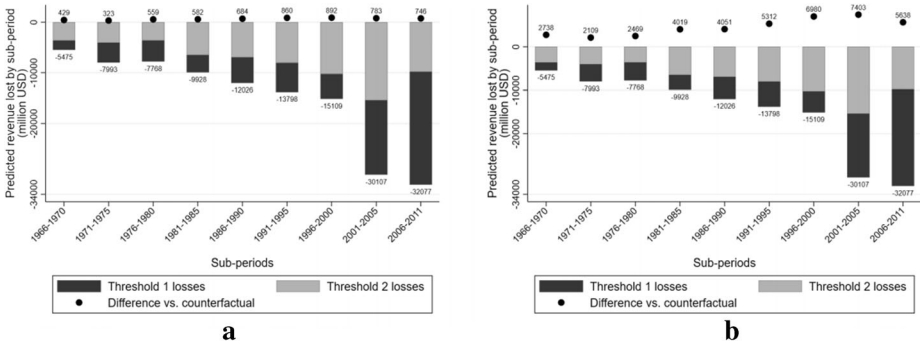 429 323 559 582 684 860 892 783 746
Predicted revenue lost by sub-period
(million USD)
0
-10000
-20000
-34000
-5475 -7993 -7768 -9928 -12026 -13798 -15109 -30107 -32077
1966-1970 1971-1975 1976-1980 1981-1985 1986-1990 1991-1995 1996-2000 2001-2005 2006-2011
Sub-periods
Threshold 1 losses Threshold 2 losses
Difference vs. counterfactual
a
2738 2109 2469 4019 4051 5312 6980 7403 5638
Predicted revenue lost by sub-period
(million USD)
0
-10000
-20000
-34000
-5475 -7993 -7768 -9928 -12026 -13798 -15109 -30107 -32077
1966-1970 1971-1975 1976-1980 1981-1985 1986-1990 1991-1995 1996-2000 2001-2005 2006-2011
Sub-periods
Threshold 1 losses Threshold 2 losses
Difference vs. counterfactual
b